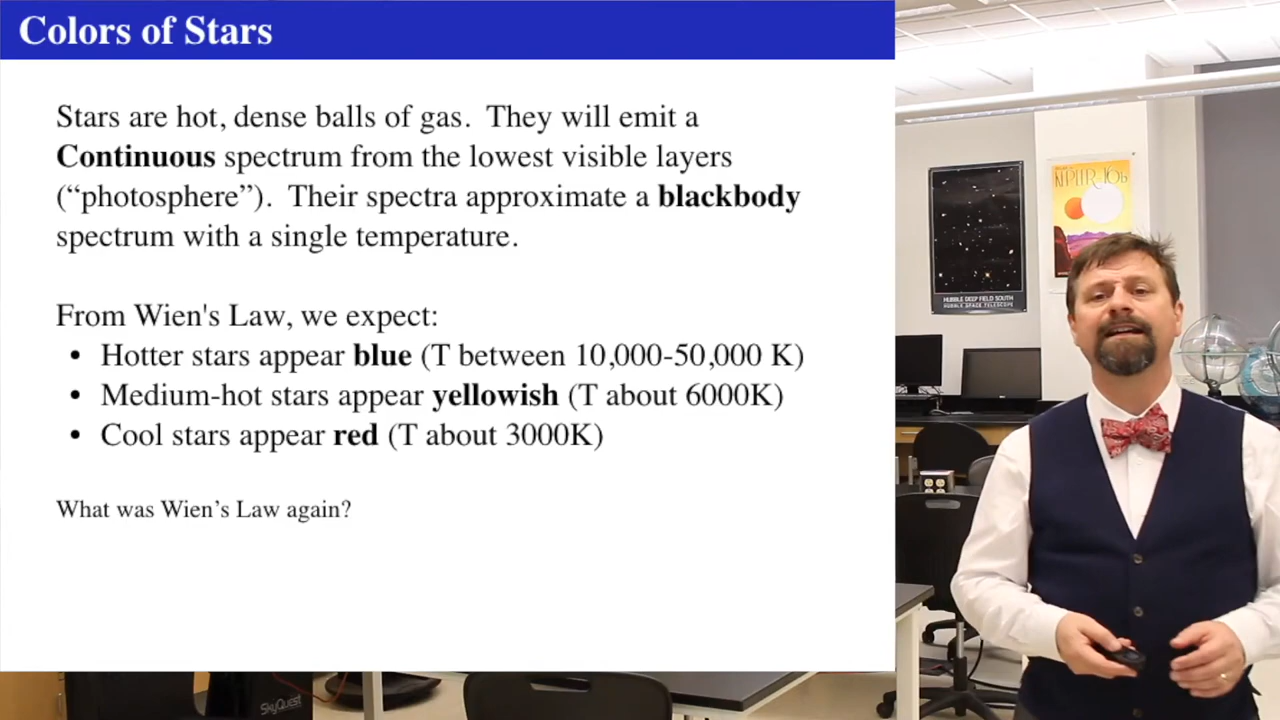 Colors of Stars
Stars are hot, dense balls of gas.  They will emit a
Continuous spectrum from the lowest visible layers
(“photosphere”).  Their spectra approximate a blackbody
spectrum with a single temperature.
From Wien's Law, we expect:
• Hotter stars appear blue (T between 10,000-50,000 K)
• Medium-hot stars appear yellowish (T about 6000K)
• Cool stars appear red (T about 3000K)
What was Wien’s Law again?
HUBBLE DEEP FIELD SOUTH
HUBBLE SPACE TELESCOPE
SkyQuest